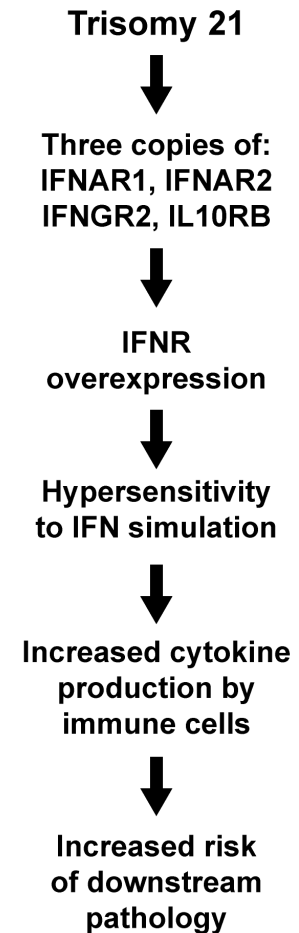 Trisomy 21
Three copies of:
IFNAR1, IFNAR2
IFNGR2, IL10RB
IFNR
overexpression
Hypersensitivity
to IFN simulation
Increased cytokine
production by
immune cells
Increased risk
of downstream
pathology